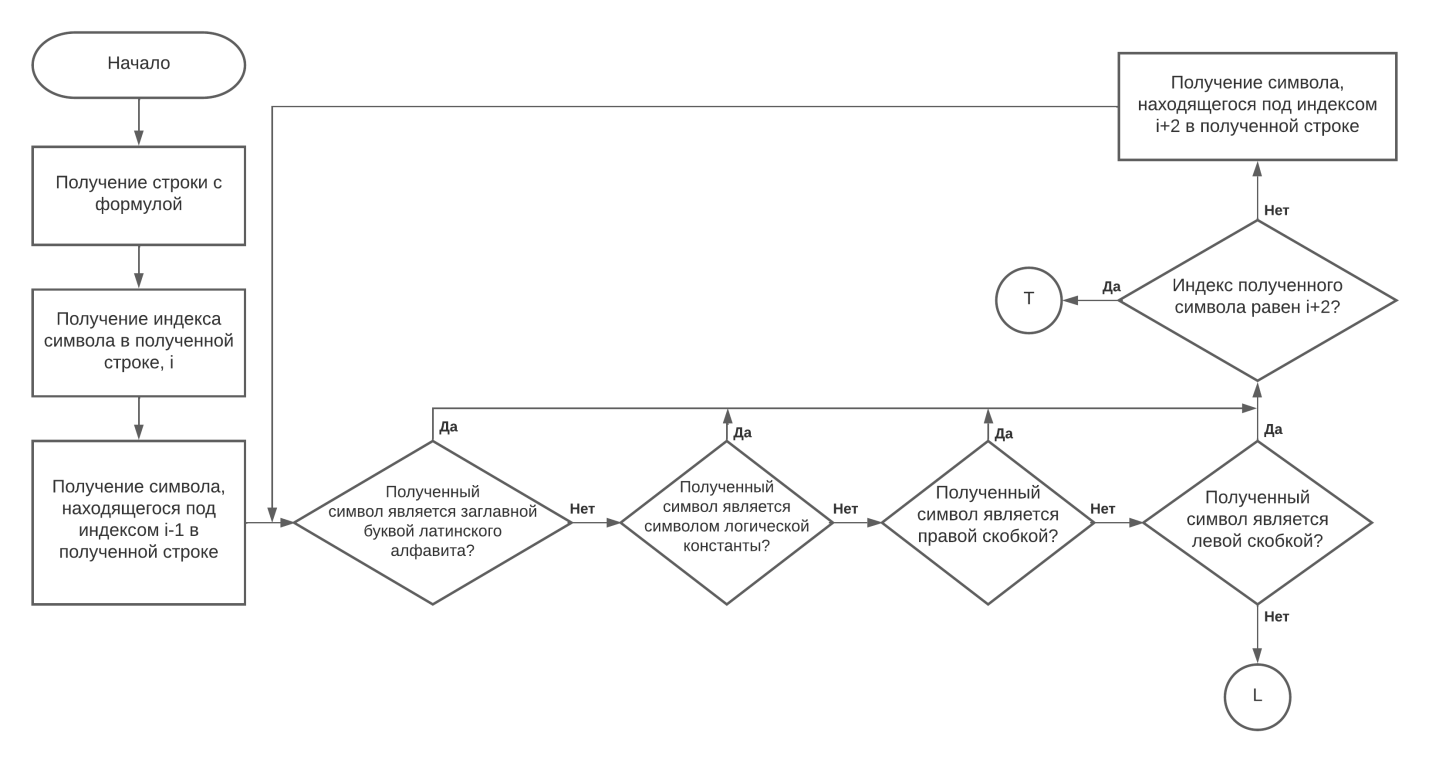 Начало
Получение строки с
формулой
Получение индекса
символа в полученной
строке, i
Получение символа,
находящегося под
индексом i-1 в
полученной строке
Полученный
символ является заглавной
буквой латинского
алфавита?
Да
Нет
Полученный
символ является
символом логической
константы?
Да
Нет
Полученный
символ является
правой скобкой?
Да
Нет
Полученный
символ является
левой скобкой?
Да
Нет
L
Индекс полученного
символа равен i+2?
Да
T
Нет
Получение символа,
находящегося под индексом
i+2 в полученной строке